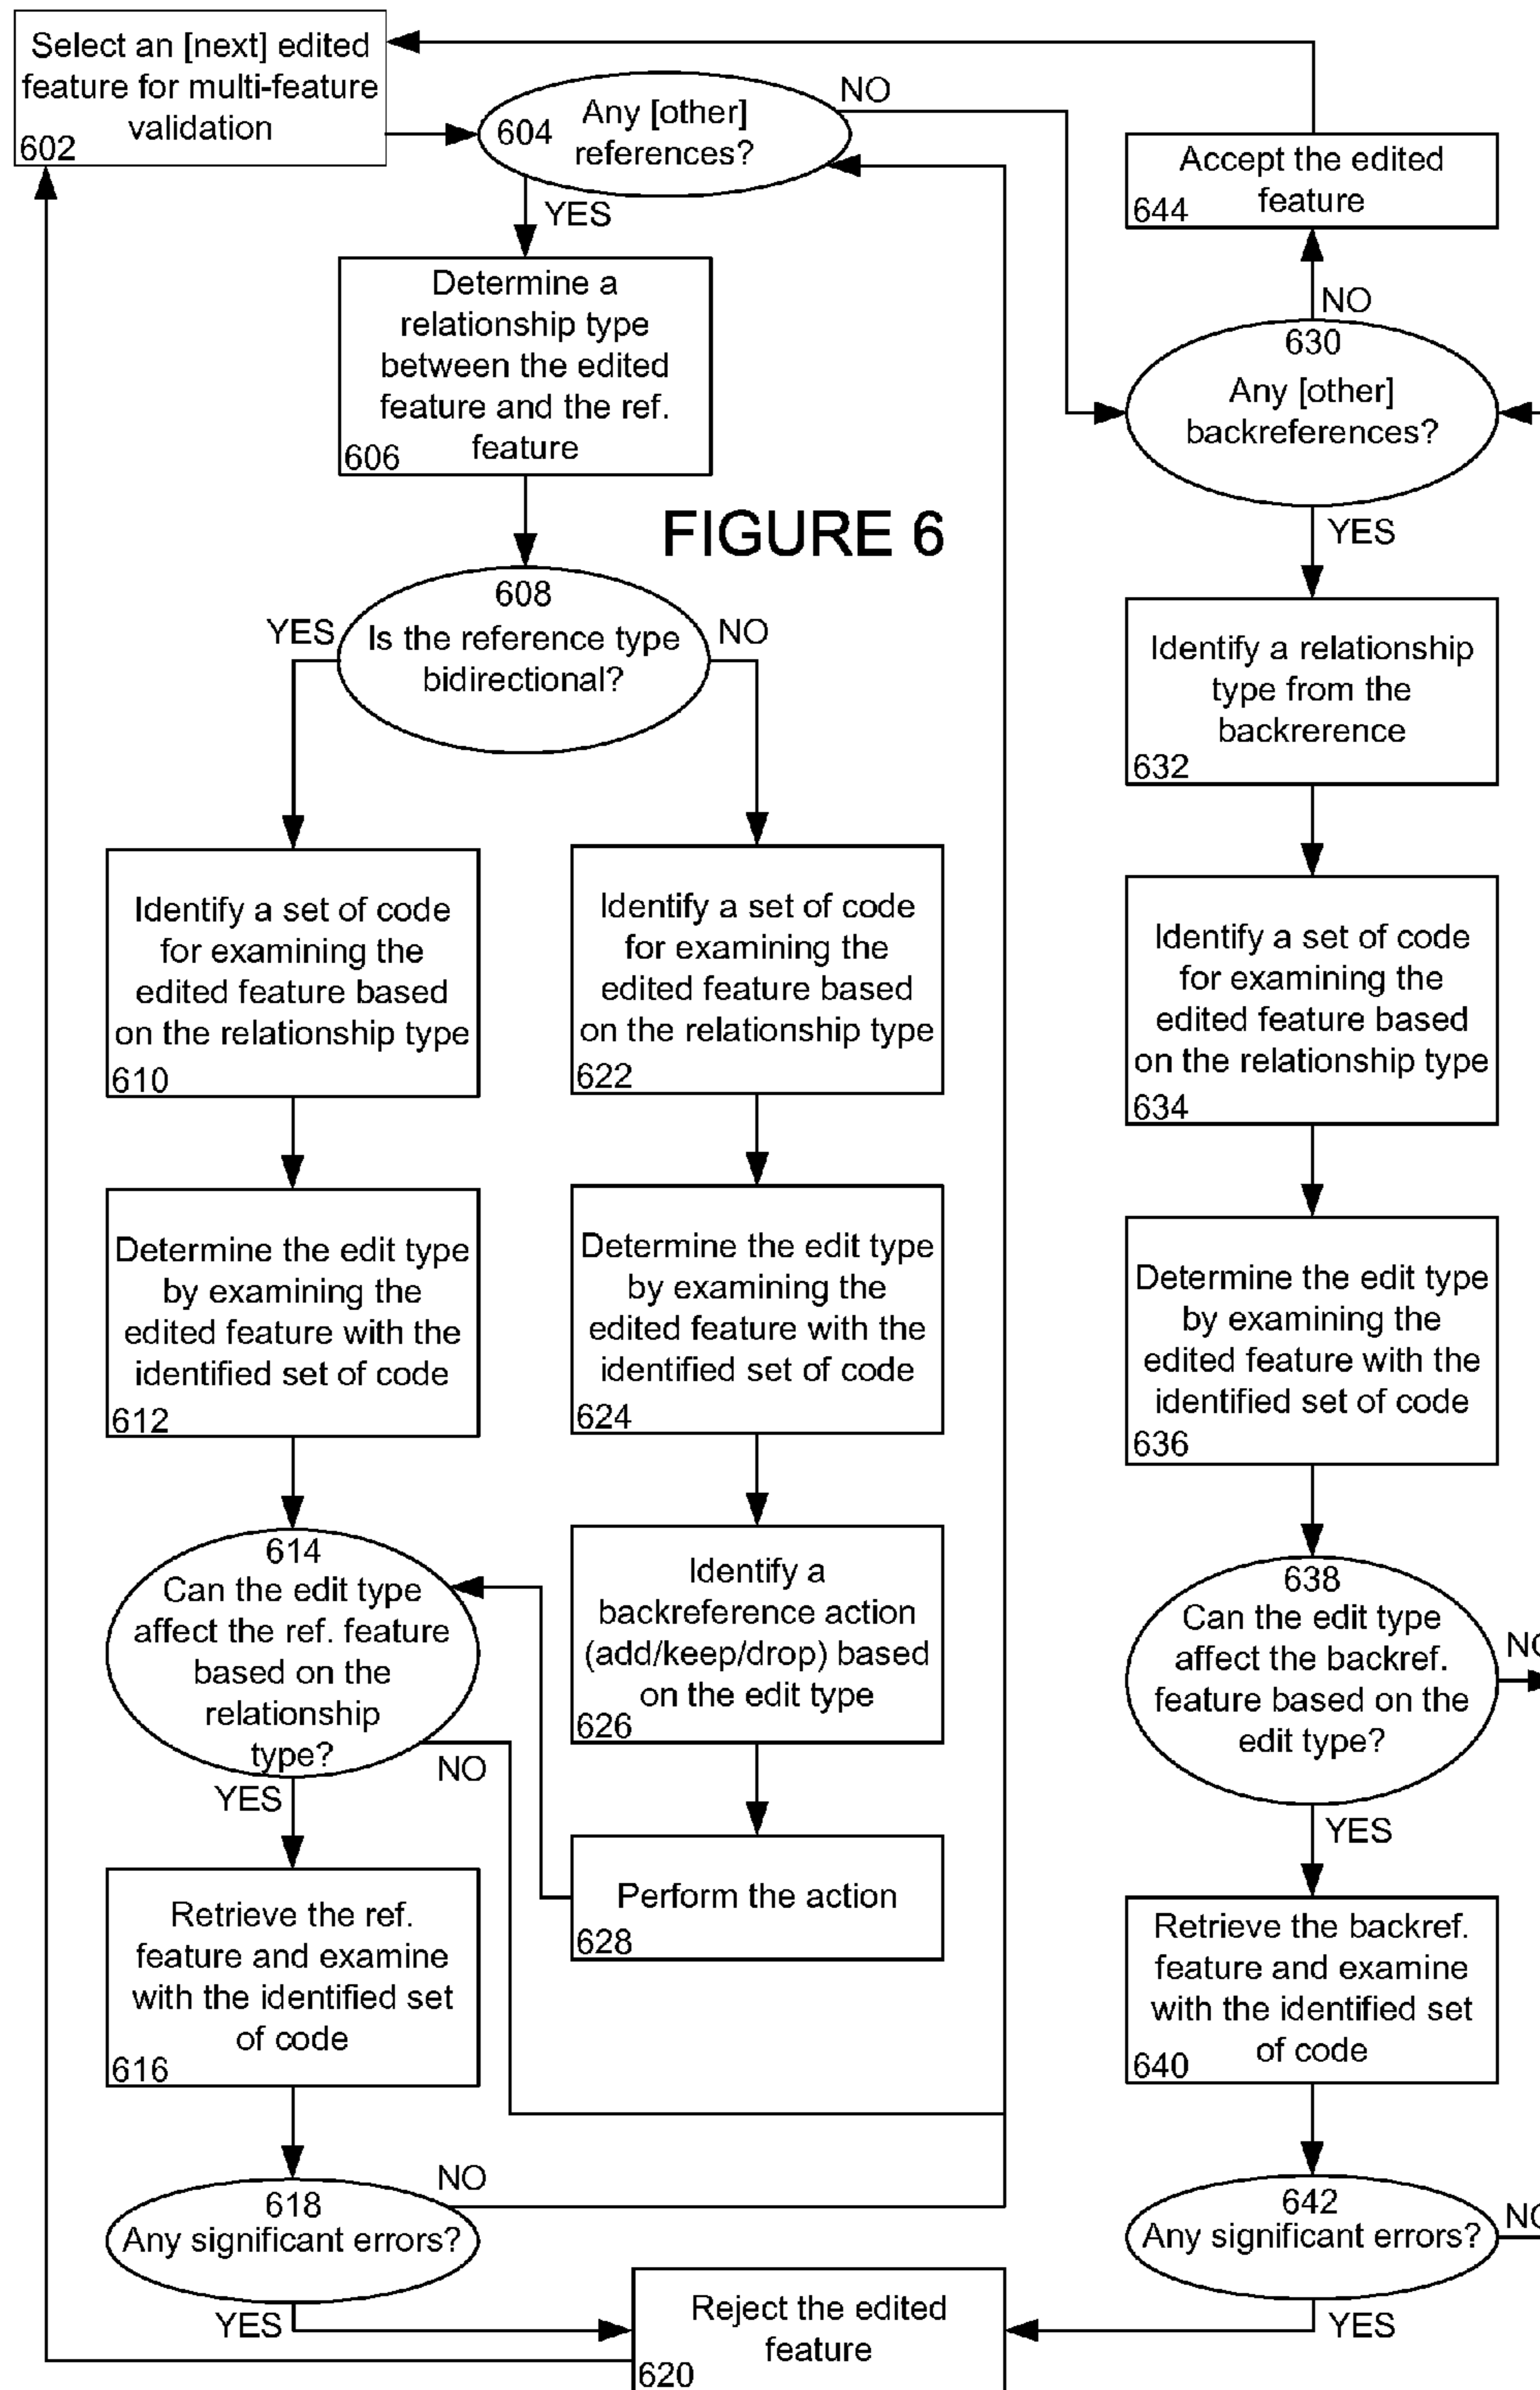 Select an [next] edited
feature for multi-feature
validation
602
604
Any [other]
references?
NO
YES
Determine a
relationship type
between the edited
feature and the ref.
feature
606
FIGURE 6
608
Is the reference type
bidirectional?
YES
NO
Identify a set of code
for examining the
edited feature based
on the relationship type
610
Determine the edit type
by examining the
edited feature with the
identified set of code
612
614
Can the edit type
affect the ref. feature
based on the
relationship
type?
NO
YES
Retrieve the ref.
feature and examine
with the identified set
of code
616
618
Any significant errors?
NO
YES
Identify a set of code
for examining the
edited feature based
on the relationship type
622
Determine the edit type
by examining the
edited feature with the
identified set of code
624
Identify a
backreference action
(add/keep/drop) based
on the edit type
626
Perform the action
628
Reject the edited
feature
620
Accept the edited
feature
644
NO
630
Any [other]
backreferences?
YES
Identify a relationship
type from the
backrerence
632
Identify a set of code
for examining the
edited feature based
on the relationship type
634
Determine the edit type
by examining the
edited feature with the
identified set of code
636
638
Can the edit type
affect the backref.
feature based on the
edit type?
NO
YES
Retrieve the backref.
feature and examine
with the identified set
of code
640
642
Any significant errors?
NO
YES